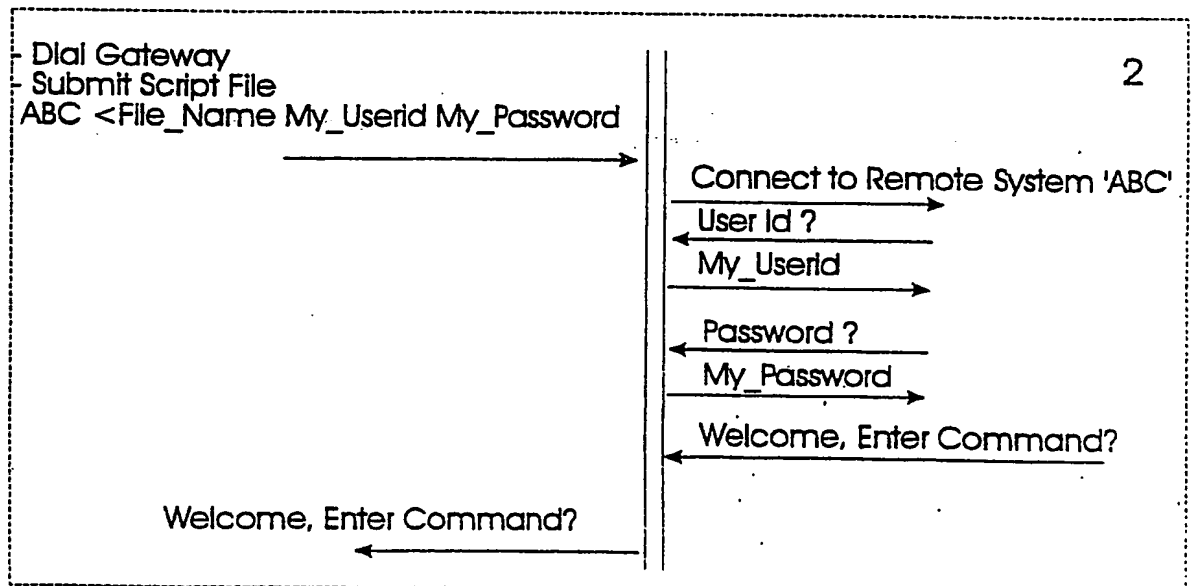 - Dial Gateway
- Submit Script File
ABC <File_Name My_Userid My_Password
2
Connect to Remote System 'ABC'
User Id ?
My_Userid
Password ?
My_Password
Welcome, Enter Command?
Welcome, Enter Command?